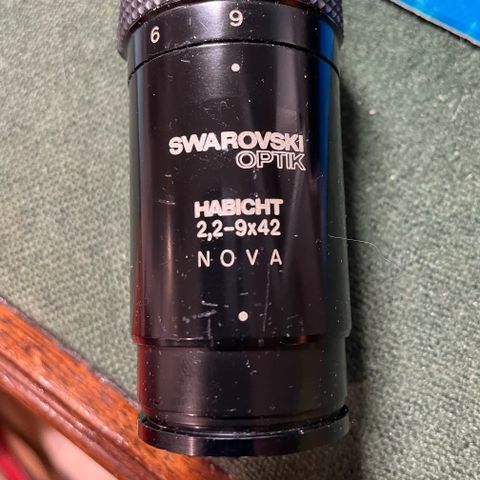 6 9
SWAROVSKI
OPTIK
HABICHT
2,2-9x42
NOVA